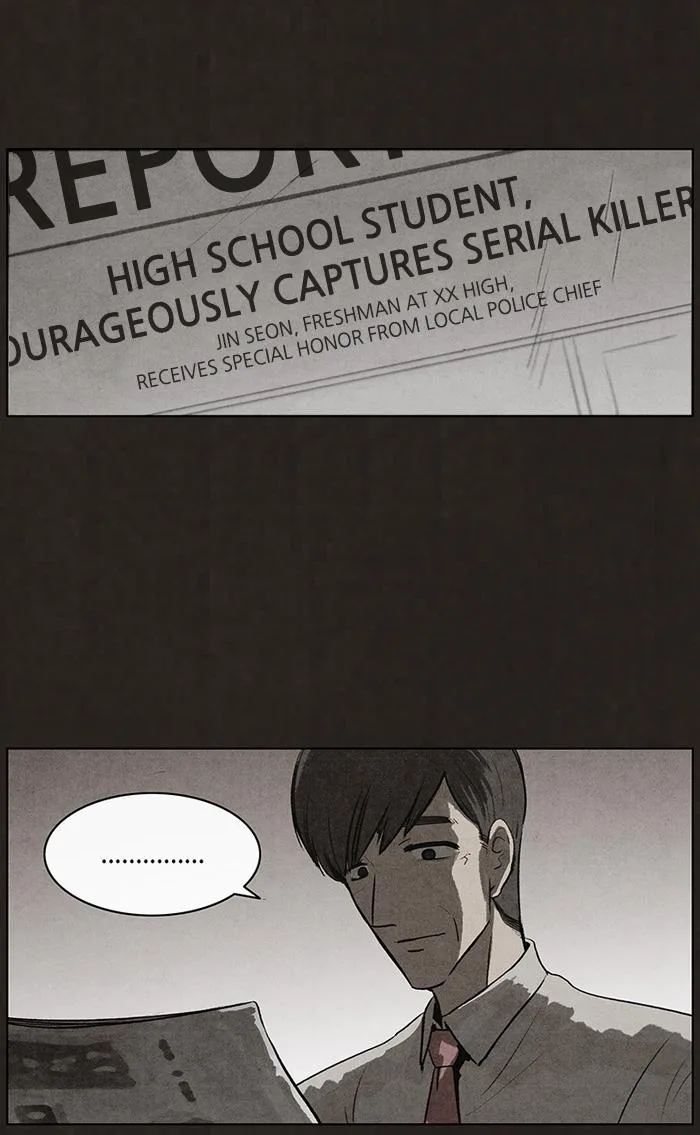 REPORT
HIGH SCHOOL STUDENT,
OURAGEOUSLY CAPTURES SERIAL KILLER
JIN SEON, FRESHMAN AT XX HIGH,
RECEIVES SPECIAL HONOR FROM LOCAL POLICE CHIEF
...............